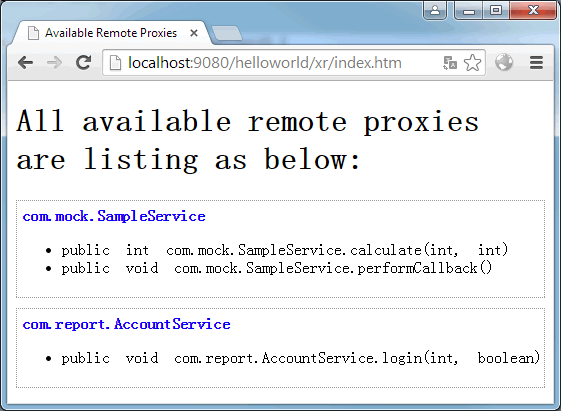 Available Remote Proxies
localhost:9080/helloworld/xr/index.htm
All available remote proxies
are listing as below:
com.mock.SampleService
public int com.mock.SampleService.calculate(int, int)
public void com.mock.SampleService.performCallback()
com.report.AccountService
public void com.report.AccountService.login(int, boolean)